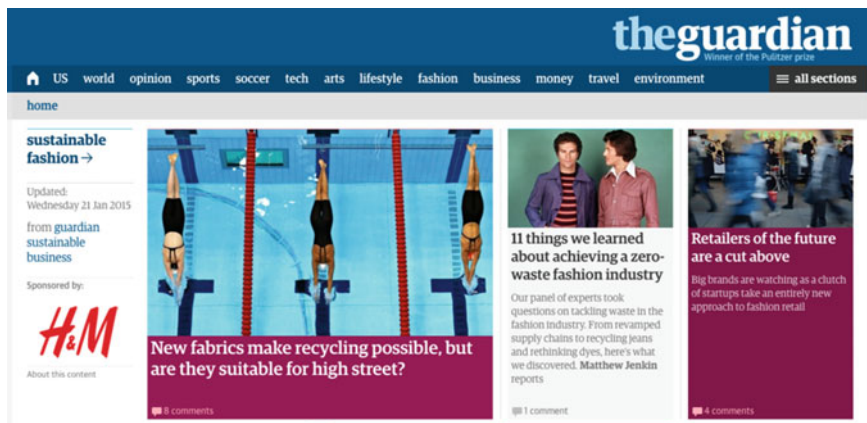 theguardian
Winner of the Pulitzer prize
US world opinion sports soccer tech arts lifestyle fashion business money travel environment
all sections
home
sustainable
fashion →
Updated:
Wednesday 21 Jan 2015
from guardian
sustainable
business
Sponsored by:
H&M
About this content
New fabrics make recycling possible, but
are they suitable for high street?
8 comments
11 things we learned
about achieving a zero-
waste fashion industry
Our panel of experts took
questions on tackling waste in the
fashion industry. From revamped
supply chains to recycling jeans
and rethinking dyes, here's what
we discovered. Matthew Jenkin
reports
1 comment
Retailers of the future
are a cut above
Big brands are watching as a clutch
of startups take an entirely new
approach to fashion retail
4 comments